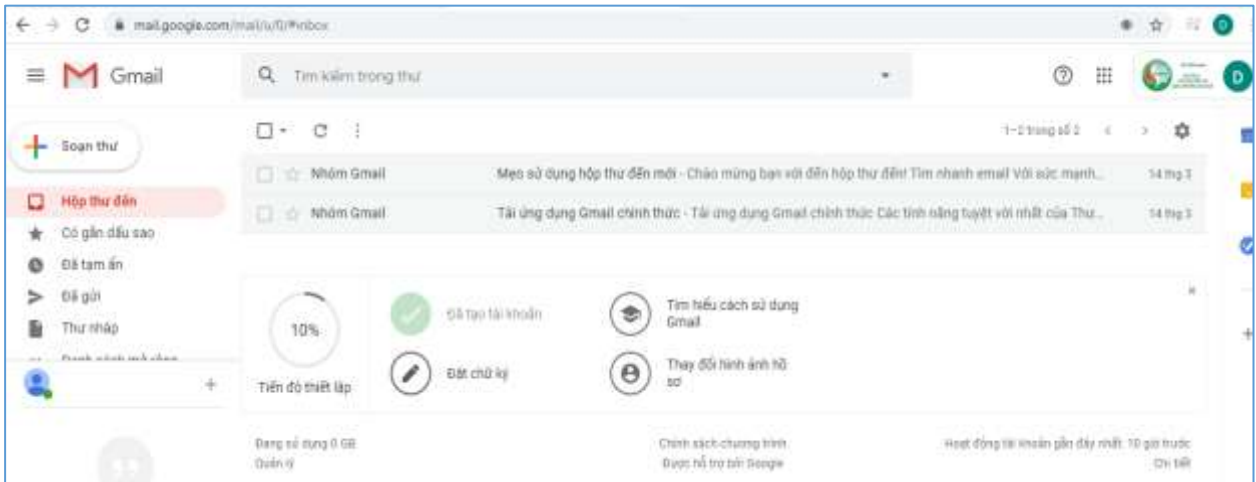 mail.google.com/mail/u/0/#inbox
D
Gmail
Tìm kiếm trong thư
D
Soạn thư
1–2 trong số 2
Hộp thư đến
Nhóm Gmail
Mẹo sử dụng hộp thư đến mới - Chào mừng bạn với đến hộp thư đến! Tìm nhanh email Với sức mạnh...
14 thg 3
Nhóm Gmail
Tải ứng dụng Gmail chính thức - Tải ứng dụng Gmail chính thức Các tính năng tuyệt vời nhất của Thư...
14 thg 3
Có gắn dấu sao
Đã tạm ẩn
Đã gửi
Thư nháp
Danh sách mở rộng
10%
Tiến độ thiết lập
Đã tạo tài khoản
Đặt chữ ký
Tìm hiểu cách sử dụng
Gmail
Thay đổi hình ảnh hồ
sơ
Đang sử dụng 0 GB
Quản lý
Chính sách chương trình
Được hỗ trợ bởi Google
Hoạt động tài khoản gần đây nhất: 10 giờ trước
Chi tiết